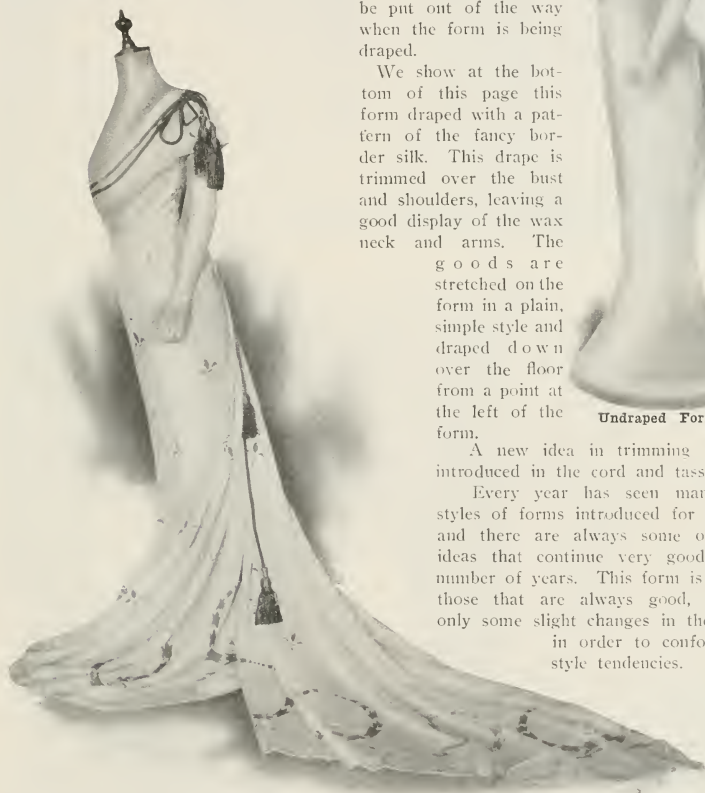 be put out of the way
when the form is being
draped.
We show at the bot-
tom of this page this
form draped with a pat-
tern of the fancy bor-
der silk. This drape is
trimmed over the bust
and shoulders, leaving a
good display of the wax
neck and arms. The
goods are
stretched on the
form in a plain,
simple style and
draped down
over the floor
from a point at
the left of the
form.
Undraped For
A new idea in trimming
introduced in the cord and tass
Every year has seen man
styles of forms introduced for
and there are always some o
ideas that continue very good
number of years. This form is
those that are always good,
only some slight changes in the
in order to confo
style tendencies.